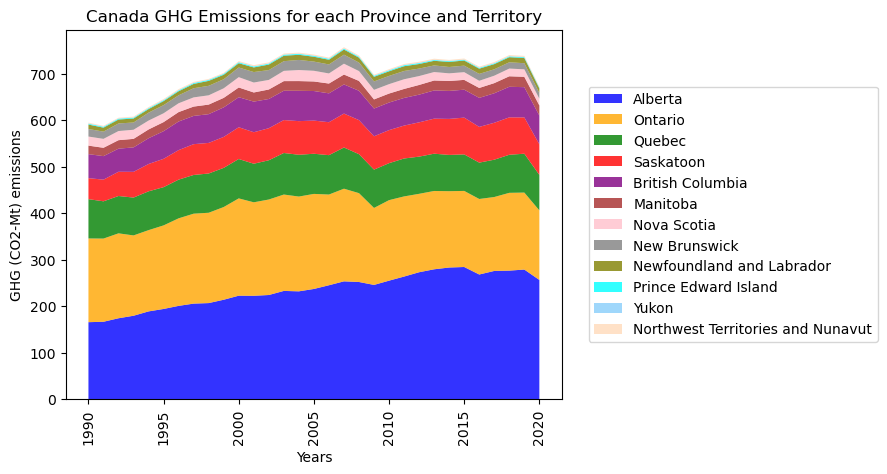 Canada GHG Emissions for each Province and Territory
GHG (CO2-Mt) emissions
700
600
500
400
300
200
100
0
1990
1995
2000
2005
2010
2015
2020
Years
Alberta
Ontario
Quebec
Saskatoon
British Columbia
Manitoba
Nova Scotia
New Brunswick
Newfoundland and Labrador
Prince Edward Island
Yukon
Northwest Territories and Nunavut